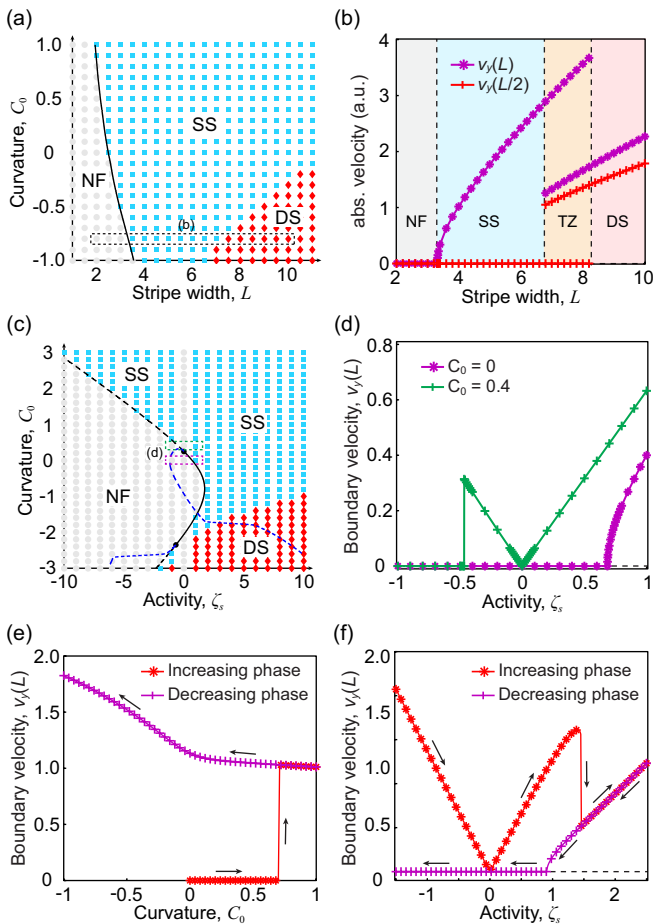 (a)
1.0
0.5
0
-0.5
-1.0
Curvature, C₀
NF
SS
DS
(b)
2 4 6 8 10
Stripe width, L
(b)
4
3
2
1
0
abs. velocity (a.u.)
vᵧ(L)
vᵧ(L/2)
NF SS TZ DS
2 4 6 8 10
Stripe width, L
(c)
3
2
1
0
-1
-2
-3
Curvature, C₀
SS
SS
(d)
NF
DS
-10 -5 0 5 10
Activity, ζₛ
(d)
0.8
0.6
0.4
0.2
0
Boundary velocity, vᵧ(L)
C₀ = 0
C₀ = 0.4
-1 -0.5 0 0.5 1
Activity, ζₛ
(e)
2.0
1.5
1.0
0.5
0
Boundary velocity, vᵧ(L)
Increasing phase
Decreasing phase
-1 -0.5 0 0.5 1
Curvature, C₀
(f)
2.0
1.5
1.0
0.5
0
Boundary velocity, vᵧ(L)
Increasing phase
Decreasing phase
-1 0.0 1 2
Activity, ζₛ